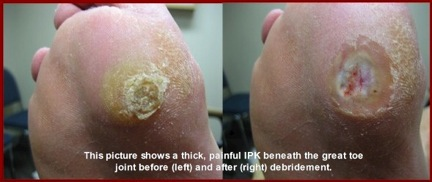 This picture shows a thick, painful IPK beneath the great toe
joint before (left) and after (right) debridement.